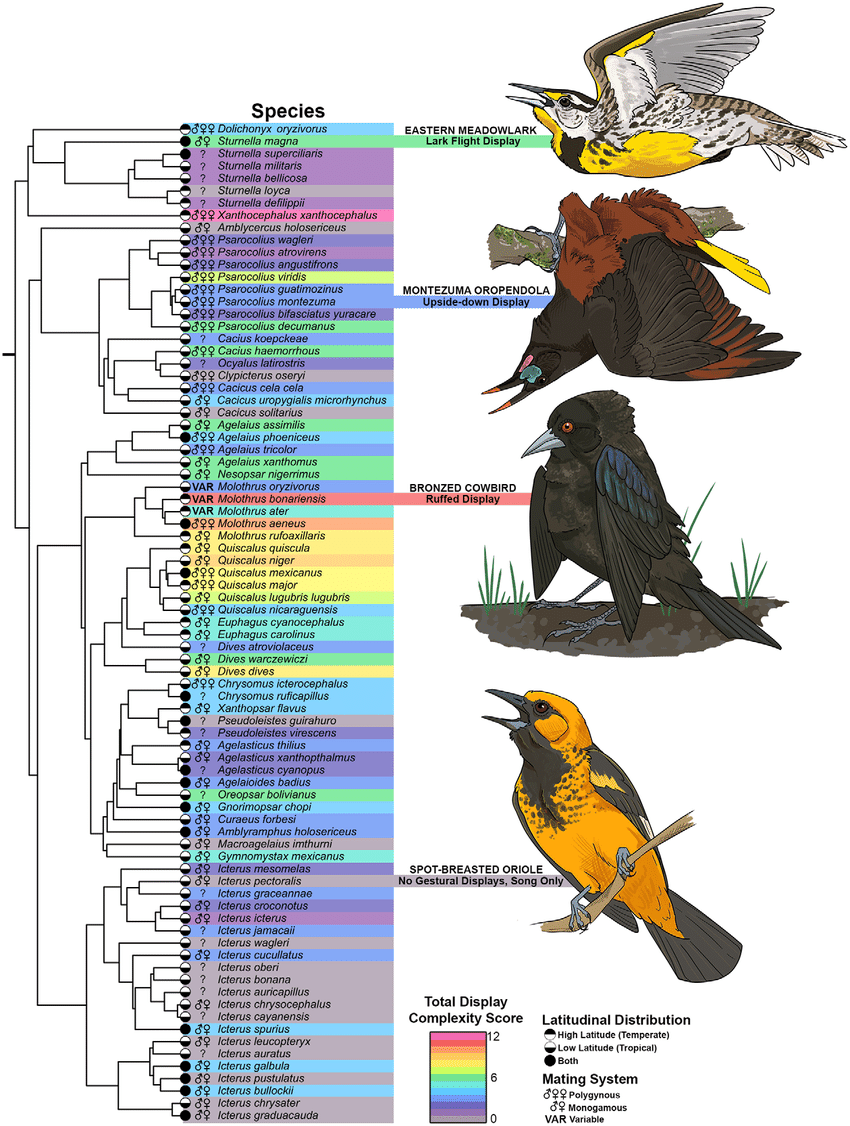 Species
♂♀♀ Dolichonyx oryzivorus
♂♀ Sturnella magna
? Sturnella superciliaris
? Sturnella militaris
? Sturnella bellicosa
? Sturnella loyca
? Sturnella defilippii
♂♀♀ Xanthocephalus xanthocephalus
♂♀ Amblycercus holosericeus
♂♀♀ Psarocolius wagleri
♂♀♀ Psarocolius atrovirens
♂♀♀ Psarocolius angustifrons
♂♀♀ Psarocolius viridis
♂♀♀ Psarocolius guatimozinus
♂♀♀ Psarocolius montezuma
♂♀♀ Psarocolius bifasciatus yuracare
♂♀♀ Psarocolius decumanus
? Cacius koepckeae
♂♀♀ Cacius haemorrhous
? Ocyalus latirostris
♂♀♀ Clypicterus oseryi
♂♀♀ Cacicus cela cela
♂♀ Cacicus uropygialis microrhynchus
♂♀ Cacicus solitarius
♂♀ Agelaius assimilis
♂♀♀ Agelaius phoeniceus
♂♀♀ Agelaius tricolor
♂♀ Agelaius xanthomus
♂♀ Nesopsar nigerrimus
VAR Molothrus oryzivorus
VAR Molothrus bonariensis
VAR Molothrus ater
♂♀♀ Molothrus aeneus
♂♀ Molothrus rufoaxillaris
♂♀ Quiscalus quiscula
♂♀ Quiscalus niger
♂♀♀ Quiscalus mexicanus
♂♀♀ Quiscalus major
♂♀ Quiscalus lugubris lugubris
♂♀♀ Quiscalus nicaraguensis
♂♀ Euphagus cyanocephalus
♂♀ Euphagus carolinus
? Dives atroviolaceus
♂♀ Dives warczewiczi
♂♀ Dives dives
♂♀♀ Chrysomus icterocephalus
? Chrysomus ruficapillus
♂♀ Xanthopsar flavus
? Pseudoleistes guirahuro
? Pseudoleistes virescens
♂♀ Agelasticus thilius
♂♀ Agelasticus xanthopthalmus
? Agelasticus cyanopus
♂♀ Agelaioides badius
? Oreopsar bolivianus
♂♀ Gnorimopsar chopi
♂♀ Curaeus forbesi
♂♀ Amblyramphus holosericeus
♂♀ Macroagelaius imthurni
♂♀ Gymnomystax mexicanus
♂♀ Icterus mesomelas
♂♀ Icterus pectoralis
? Icterus graceannae
♂♀ Icterus croconotus
♂♀ Icterus icterus
? Icterus jamacaii
? Icterus wagleri
♂♀ Icterus cucullatus
? Icterus oberi
? Icterus bonana
? Icterus auricapillus
♂♀ Icterus chrysocephalus
? Icterus cayanensis
♂♀ Icterus spurius
♂♀ Icterus leucopteryx
? Icterus auratus
♂♀ Icterus galbula
♂♀ Icterus pustulatus
♂♀ Icterus bullockii
♂♀ Icterus chrysater
♂♀ Icterus graduacauda
EASTERN MEADOWLARK
Lark Flight Display
MONTEZUMA OROPENDOLA
Upside-down Display
BRONZED COWBIRD
Ruffed Display
SPOT-BREASTED ORIOLE
No Gestural Displays, Song Only
Total Display
Complexity Score
12
6
0
Latitudinal Distribution
High Latitude (Temperate)
Low Latitude (Tropical)
Both
Mating System
♂♀♀ Polygynous
♂♀ Monogamous
VAR Variable